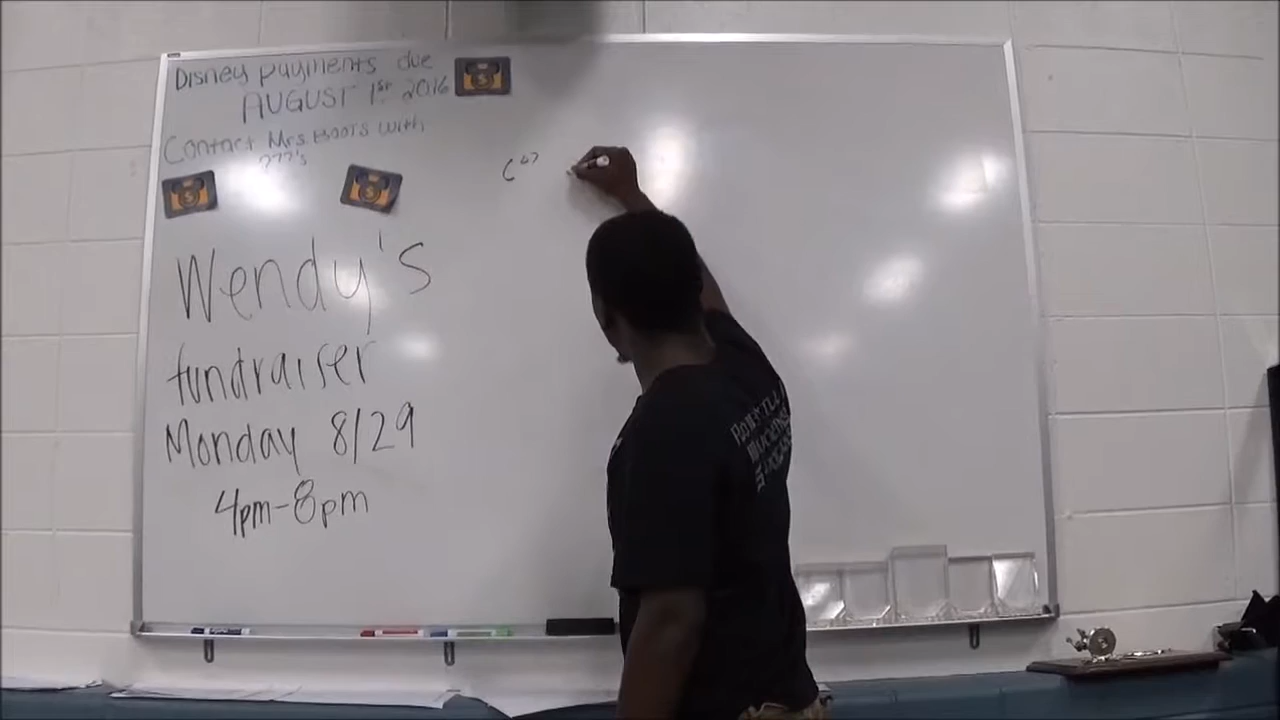 Disney payments due
AUGUST 1st 2016
Contact Mrs. Boots with
???'s
Wendy's
fundraiser
Monday 8/29
4pm-8pm